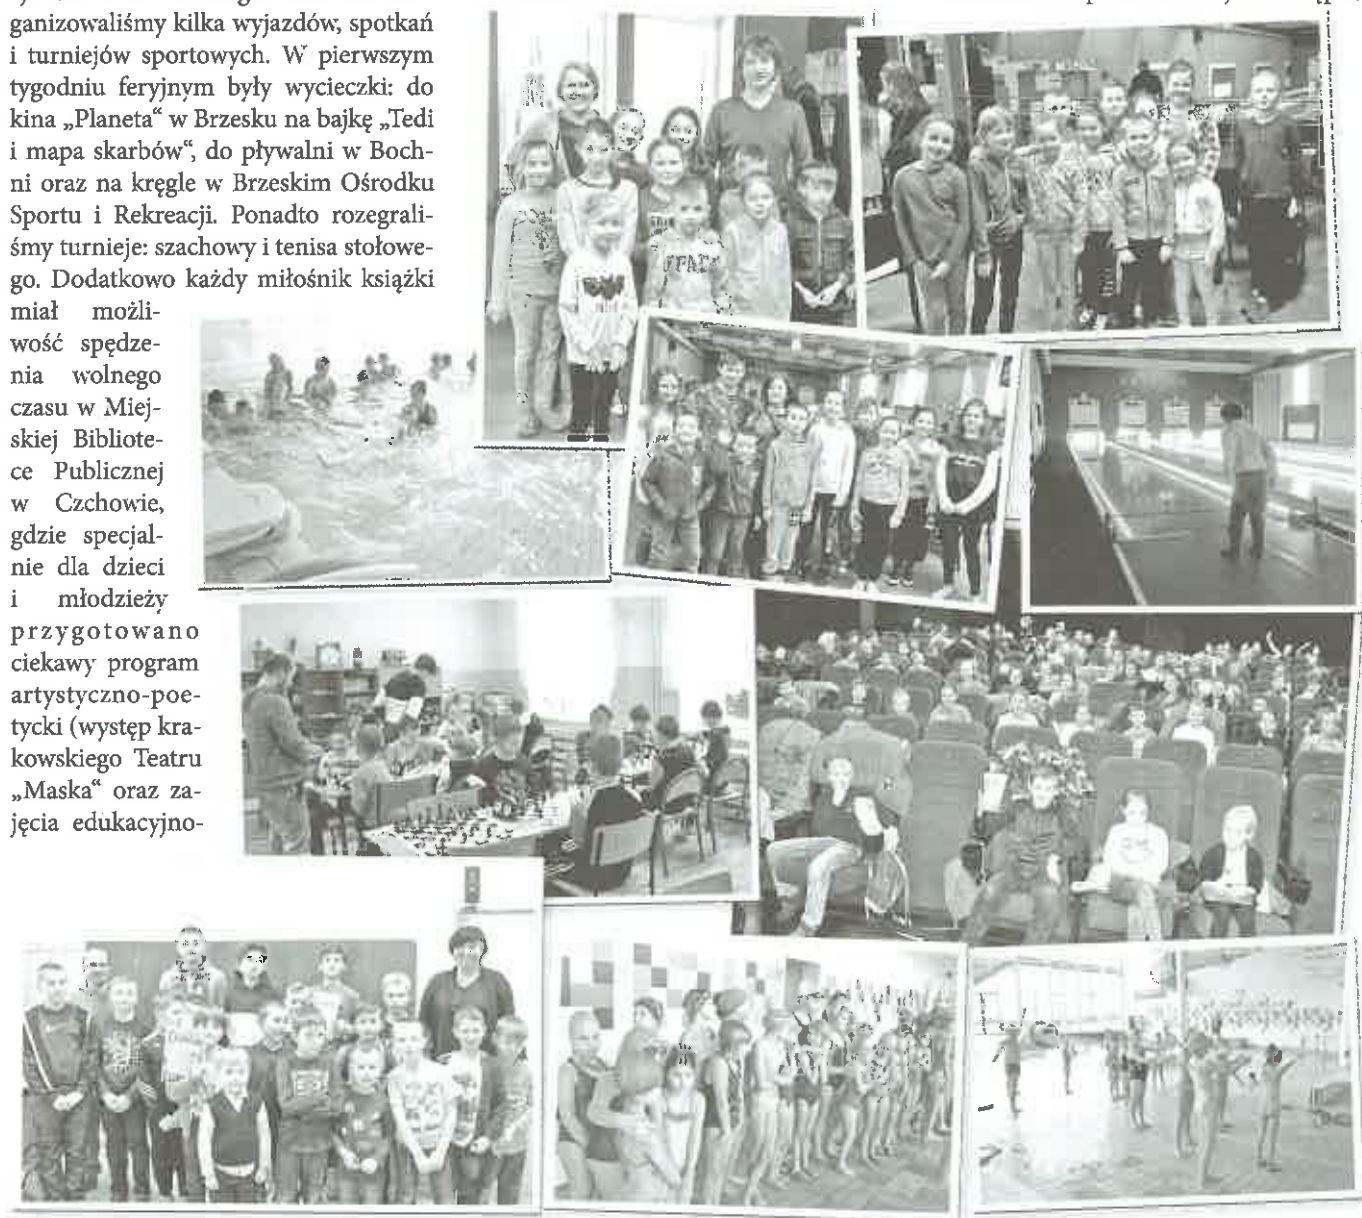 ganizowaliśmy kilka wyjazdów, spotkań
i turniejów sportowych. W pierwszym
tygodniu feryjnym były wycieczki: do
kina „Planeta“ w Brzesku na bajkę „Tedi
i mapa skarbów“, do pływalni w Boch-
ni oraz na kręgle w Brzeskim Ośrodku
Sportu i Rekreacji. Ponadto rozegrali-
śmy turnieje: szachowy i tenisa stołowe-
go. Dodatkowo każdy miłośnik książki
miał możli-
wość spędze-
nia wolnego
czasu w Miej-
skiej Bibliote-
ce Publicznej
w Czchowie,
gdzie specjal-
nie dla dzieci
i młodzieży
przygotowano
ciekawy program
artystyczno-poe-
tycki (występ kra-
kowskiego Teatru
„Maska“ oraz za-
jęcia edukacyjno-